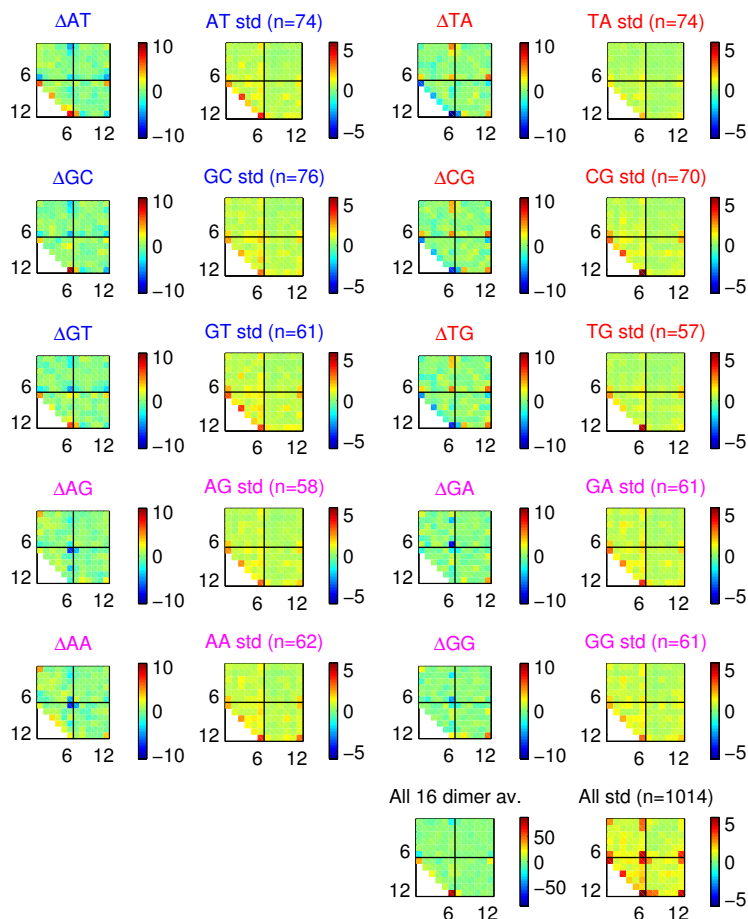 ΔAT AT std (n=74) ΔTA TA std (n=74)
10 5 10 5
6 0 6 0 6 0 6 0
12 −10 12 −5 12 −10 12 −5
6 12 6 12 6 12 6 12
ΔGC GC std (n=76) ΔCG CG std (n=70)
10 5 10 5
6 0 6 0 6 0 6 0
12 −10 12 −5 12 −10 12 −5
6 12 6 12 6 12 6 12
ΔGT GT std (n=61) ΔTG TG std (n=57)
10 5 10 5
6 0 6 0 6 0 6 0
12 −10 12 −5 12 −10 12 −5
6 12 6 12 6 12 6 12
ΔAG AG std (n=58) ΔGA GA std (n=61)
10 5 10 5
6 0 6 0 6 0 6 0
12 −10 12 −5 12 −10 12 −5
6 12 6 12 6 12 6 12
ΔAA AA std (n=62) ΔGG GG std (n=61)
10 5 10 5
6 0 6 0 6 0 6 0
12 −10 12 −5 12 −10 12 −5
6 12 6 12 6 12 6 12
All 16 dimer av. All std (n=1014)
50 5
6 0 6 0
12 −50 12 −5
6 12 6 12